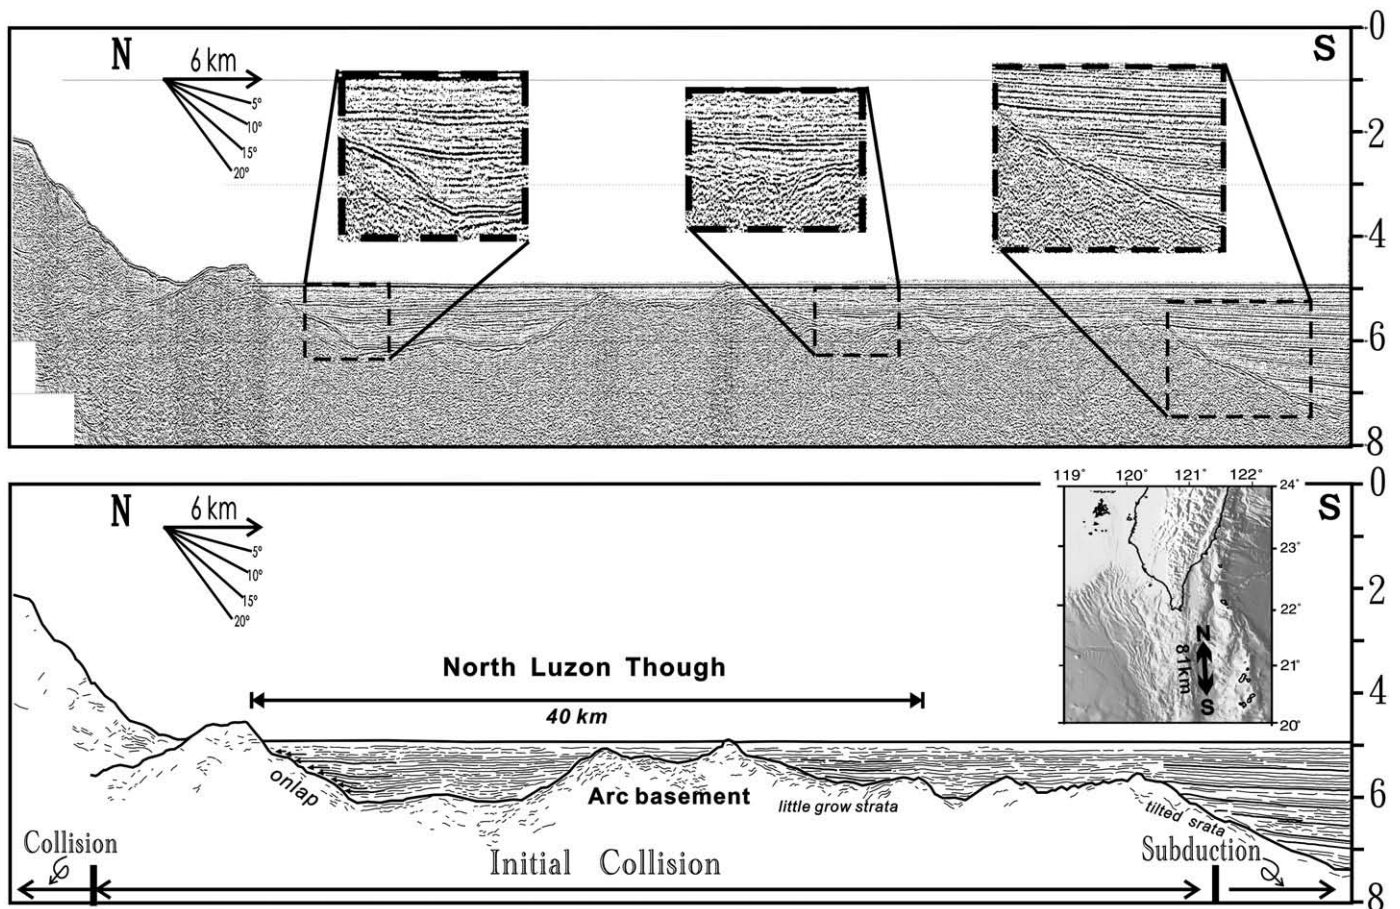 N
6 km
5°
10°
15°
20°
S
0
2
4
6
8
N
6 km
5°
10°
15°
20°
S
0
2
4
6
8
119° 120° 121° 122°
24°
23°
22°
21°
20°
N
81km
S
North Luzon Though
40 km
onlap
Arc basement
little grow strata
tilted srata
Collision
Initial Collision
Subduction